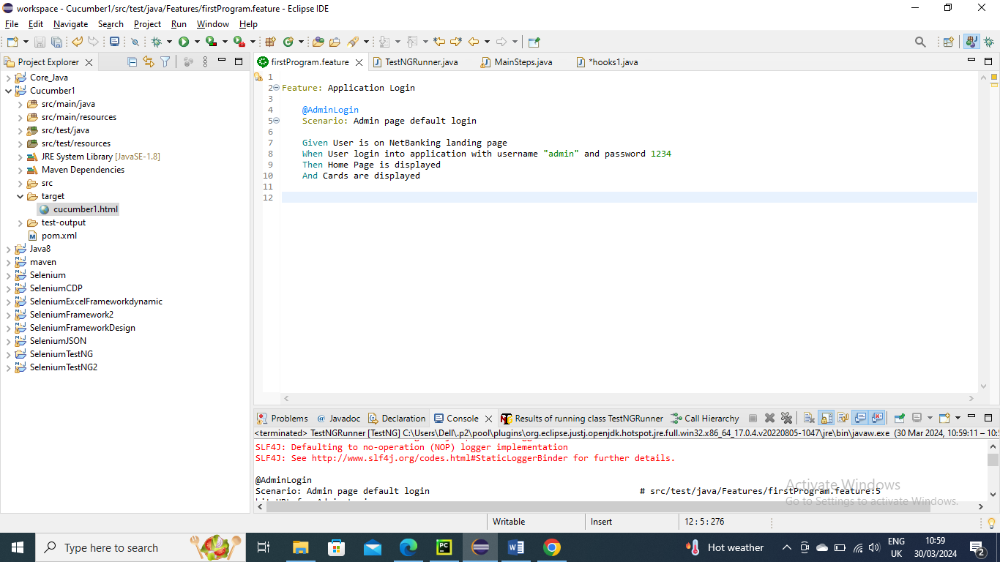 workspace - Cucumber1/src/test/java/Features/firstProgram.feature - Eclipse IDE
File Edit Navigate Search Project Run Window Help
Project Explorer
firstProgram.feature
TestNGRunner.java
MainSteps.java
*hooks1.java
Core_Java
Cucumber1
src/main/java
src/main/resources
src/test/java
src/test/resources
JRE System Library [JavaSE-1.8]
Maven Dependencies
src
target
cucumber1.html
test-output
pom.xml
Java8
maven
Selenium
SeleniumCDP
SeleniumExcelFrameworkdynamic
SeleniumFramework2
SeleniumFrameworkDesign
SeleniumJSON
SeleniumTestNG
SeleniumTestNG2
1
2 Feature: Application Login
3
4 @AdminLogin
5 Scenario: Admin page default login
6
7 Given User is on NetBanking landing page
8 When User login into application with username "admin" and password 1234
9 Then Home Page is displayed
10 And Cards are displayed
11
12
Problems @ Javadoc Declaration Console Results of running class TestNGRunner Call Hierarchy
<terminated> TestNGRunner [TestNG] C:\Users\Dell\.p2\pool\plugins\org.eclipse.justj.openjdk.hotspot.jre.full.win32.x86_64_17.0.4.v20220805-1047\jre\bin\javaw.exe (30 Mar 2024, 10:59:11 – 10:5
SLF4J: Defaulting to no-operation (NOP) logger implementation
SLF4J: See http://www.slf4j.org/codes.html#StaticLoggerBinder for further details.
@AdminLogin
Scenario: Admin page default login # src/test/java/Features/firstProgram.feature:5
Activate Windows
Go to Settings to activate Windows.
Writable Insert 12 : 5 : 276
Type here to search
Hot weather
ENG
UK
10:59
30/03/2024
2